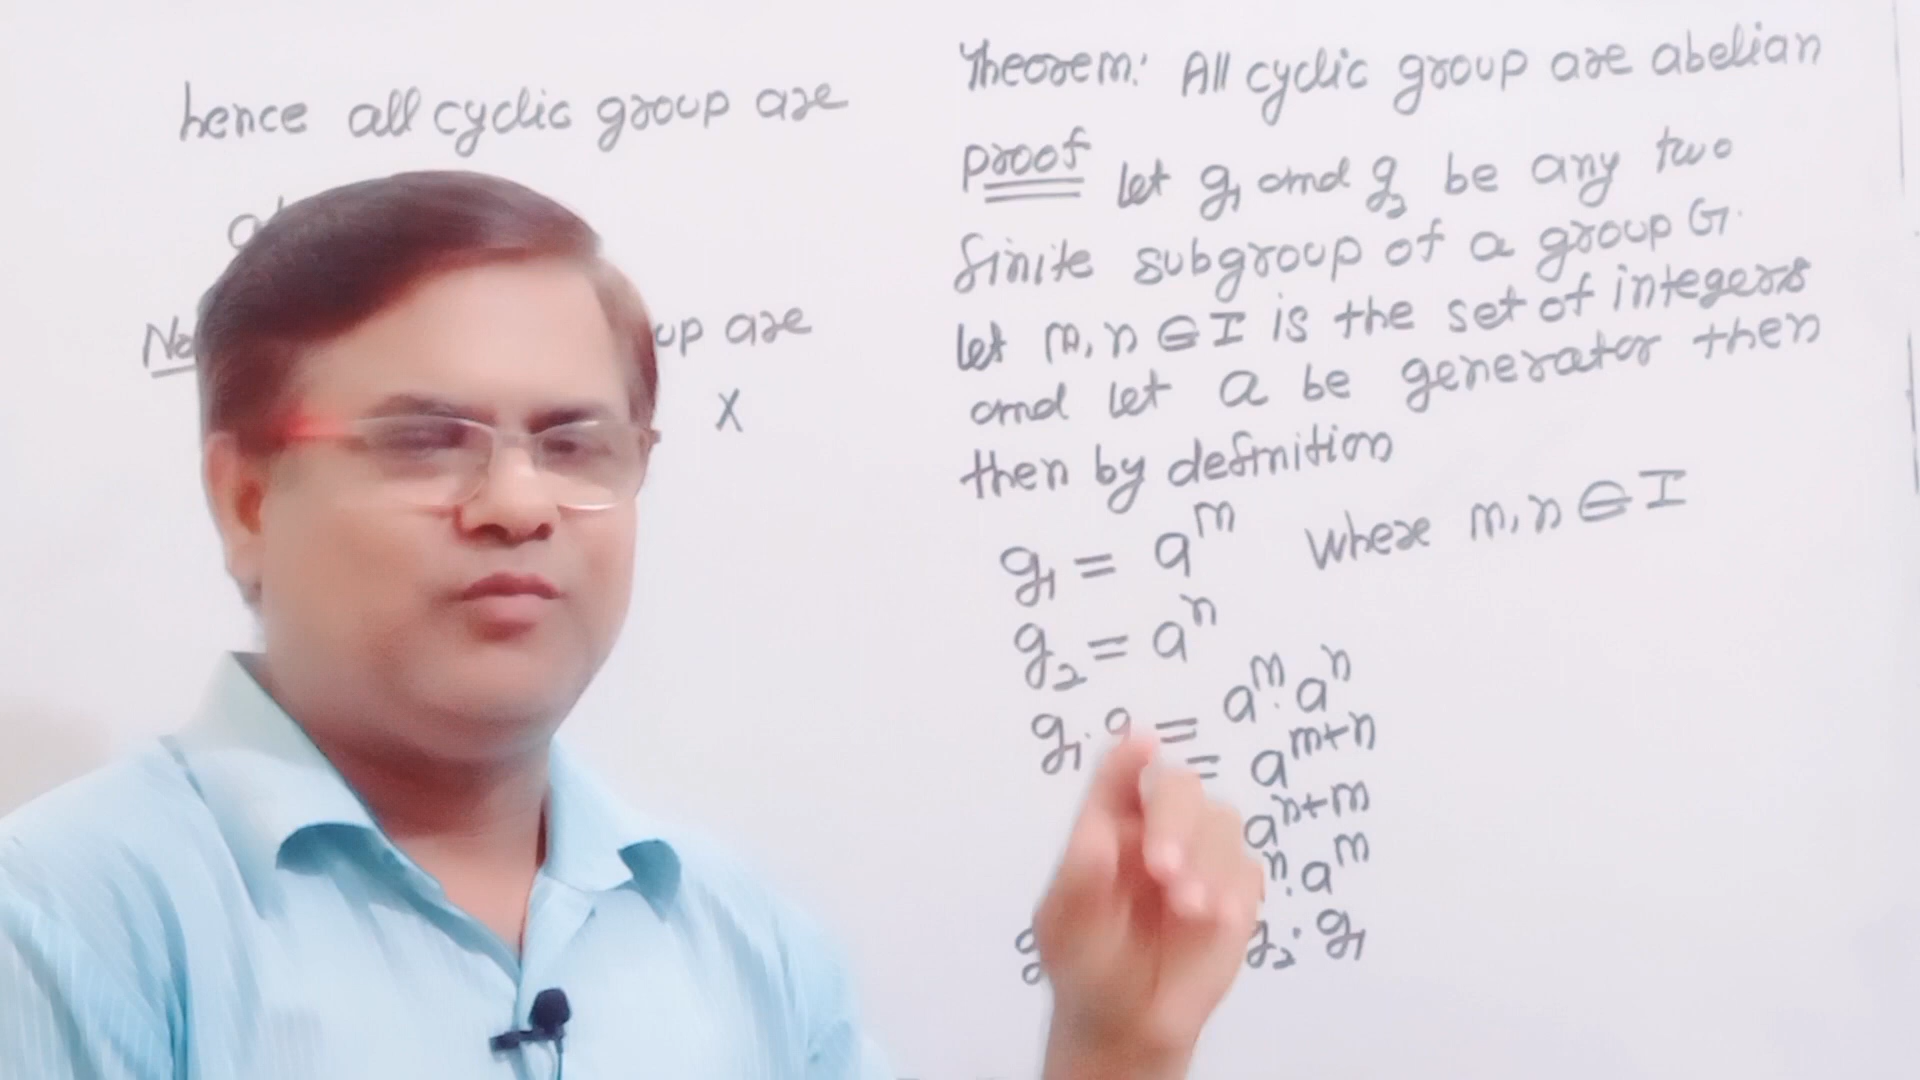 hence all cyclic group are
No
up are
X
Theorem: All cyclic group are abelian
proof let g₁ and g₂ be any two
finite subgroup of a group G.
let m, n ∈ I is the set of integers
and let a be generator then
then by definition
g₁ = a^m where m, n ∈ I
g₂ = a^n
g₁. g = a^m . a^n
= a^m+n
a^n+m
n . a^m
g g₂ . g₁